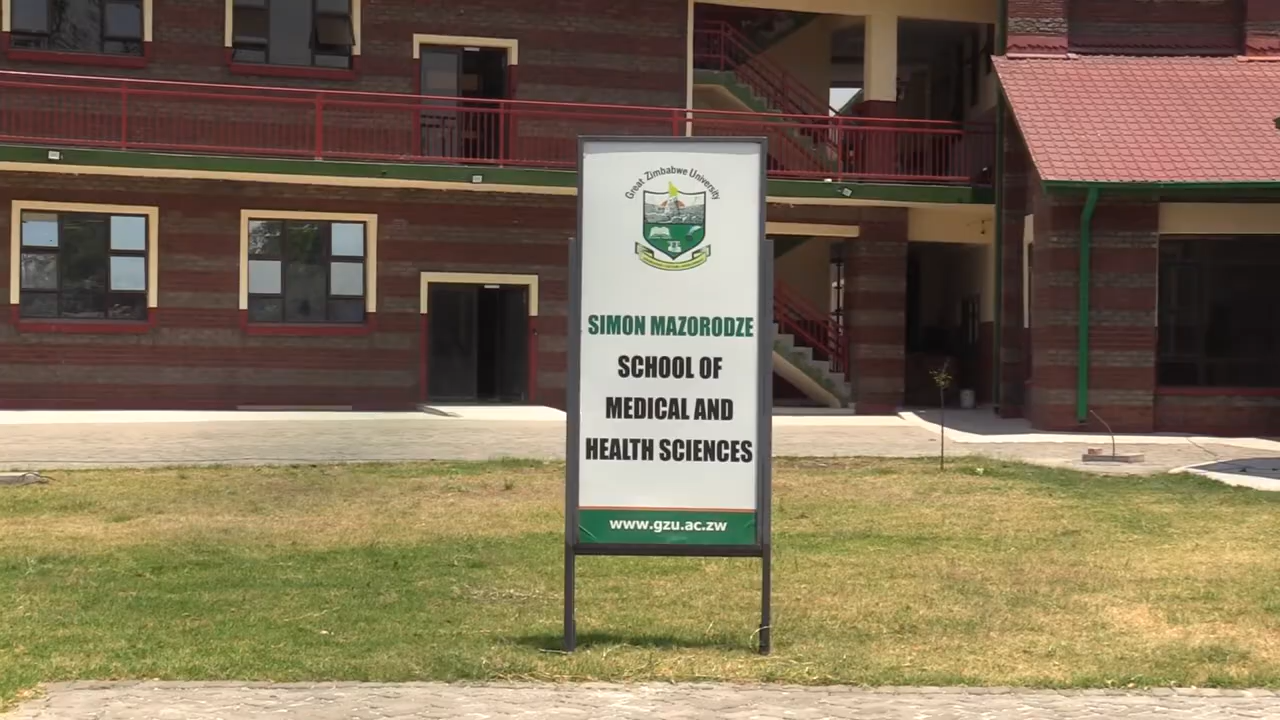 Great Zimbabwe University
SIMON MAZORODZE
SCHOOL OF
MEDICAL AND
HEALTH SCIENCES
www.gzu.ac.zw